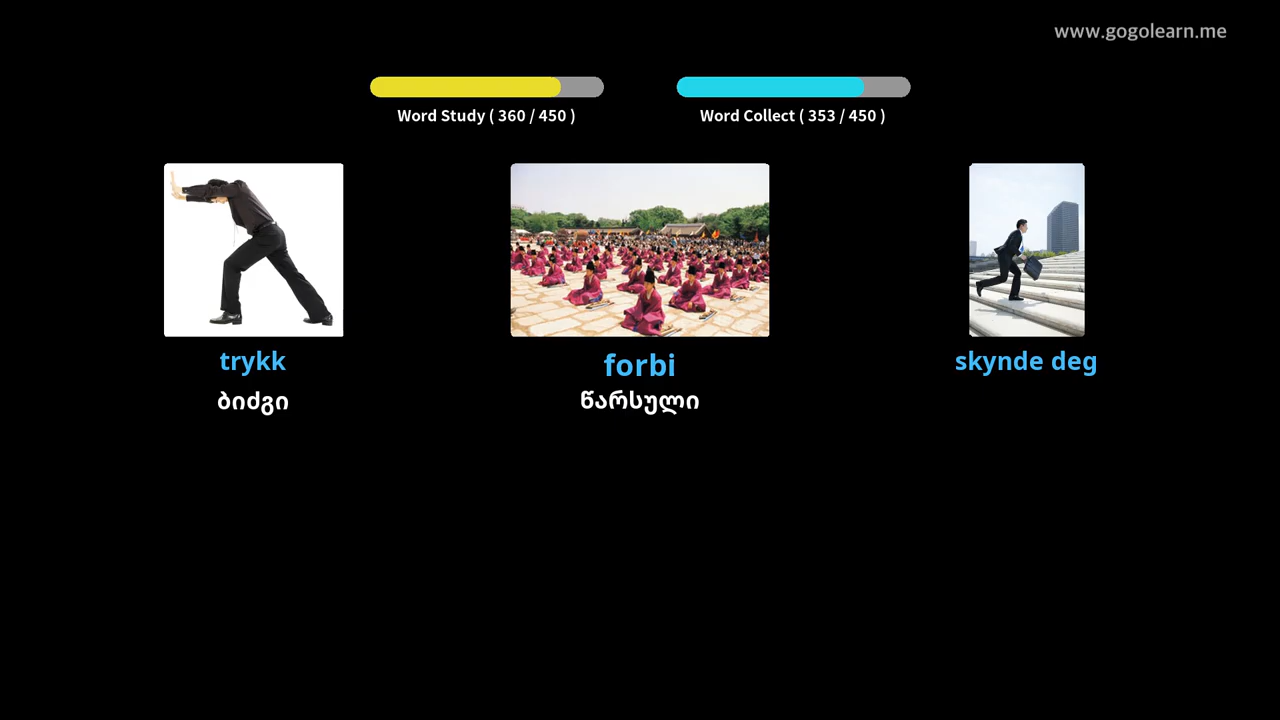 www.gogolearn.me
Word Study ( 360 / 450 )
Word Collect ( 353 / 450 )
trykk
forbi
skynde deg
ბიძგი
წარსული